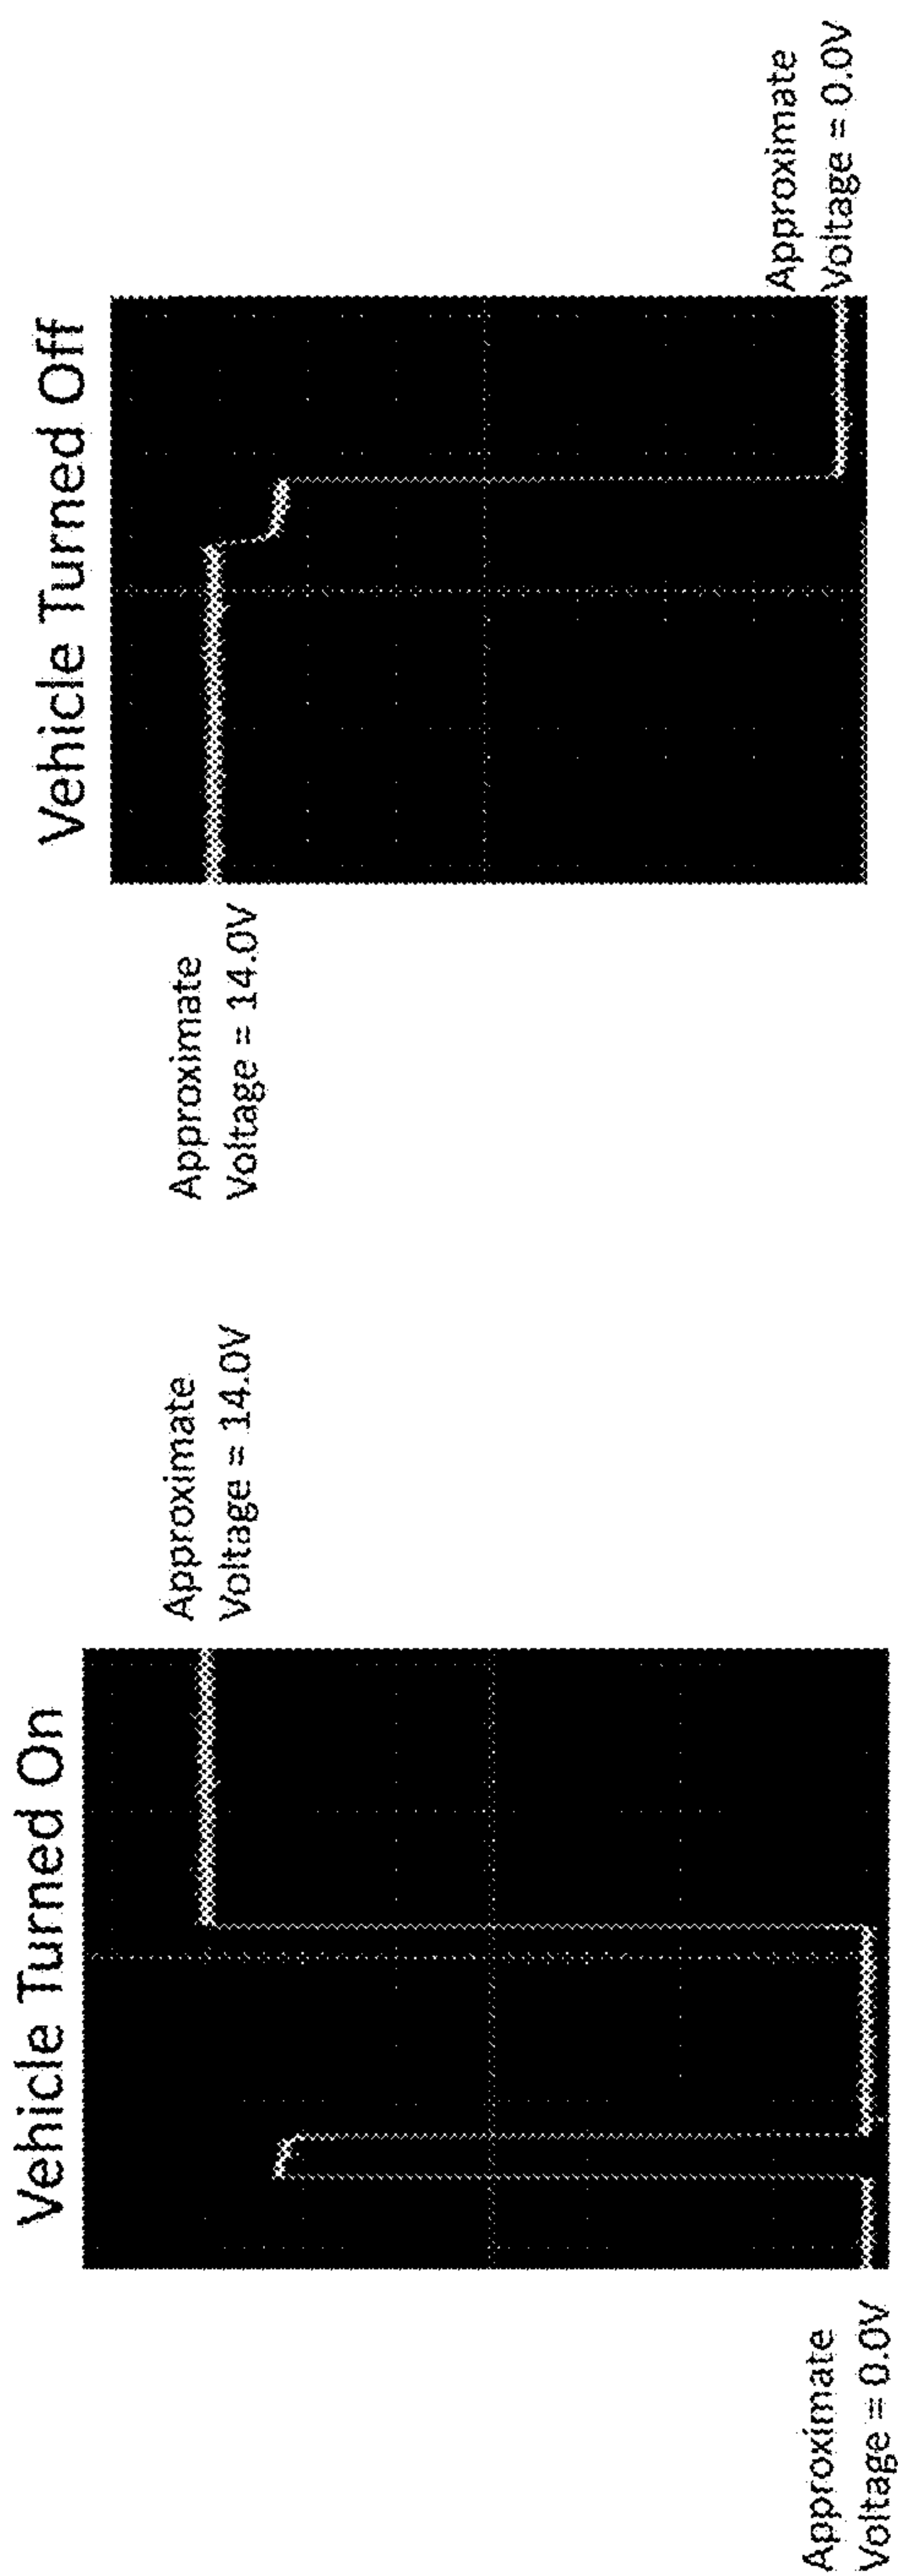 Vehicle Turned On
Approximate
Voltage = 14.0V
Approximate
Voltage = 0.0V
Vehicle Turned Off
Approximate
Voltage = 14.0V
Approximate
Voltage = 0.0V